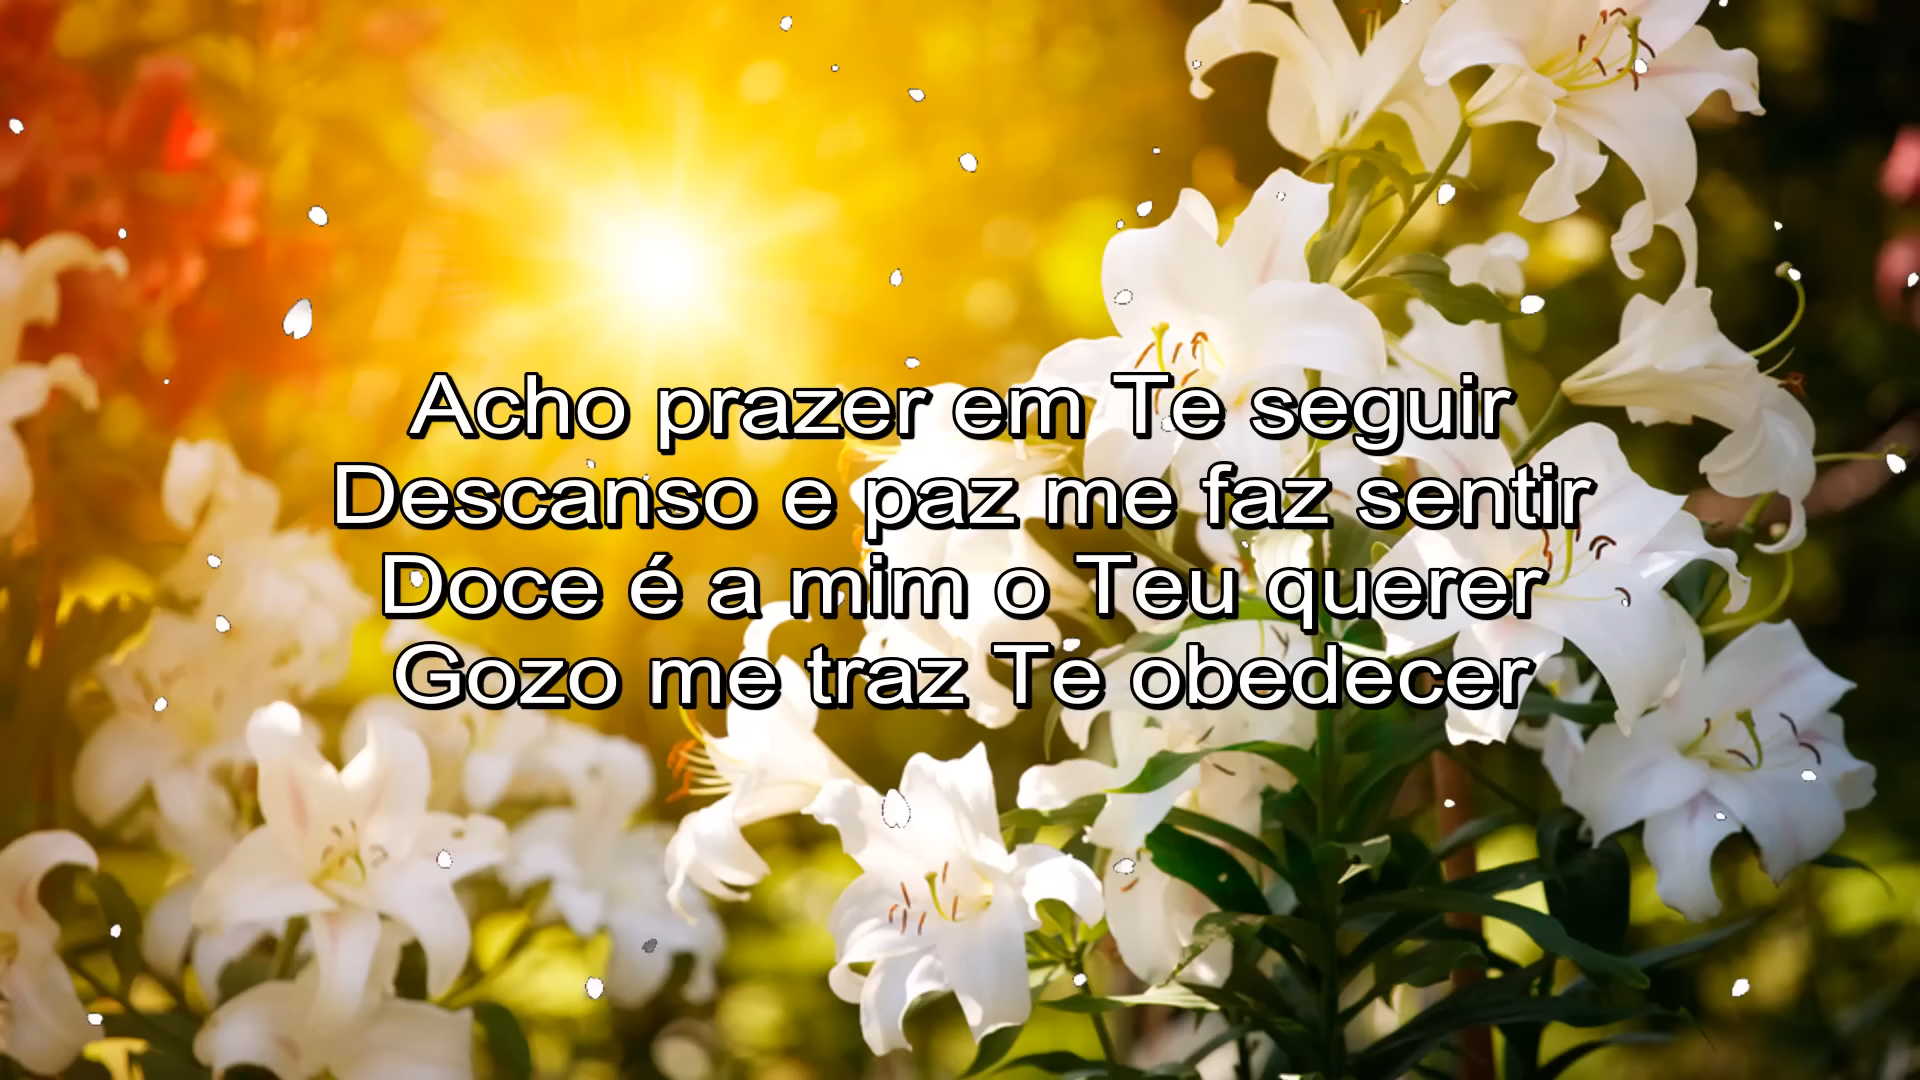 Acho prazer em Te seguir
Descanso e paz me faz sentir
Doce é a mim o Teu querer
Gozo me traz Te obedecer